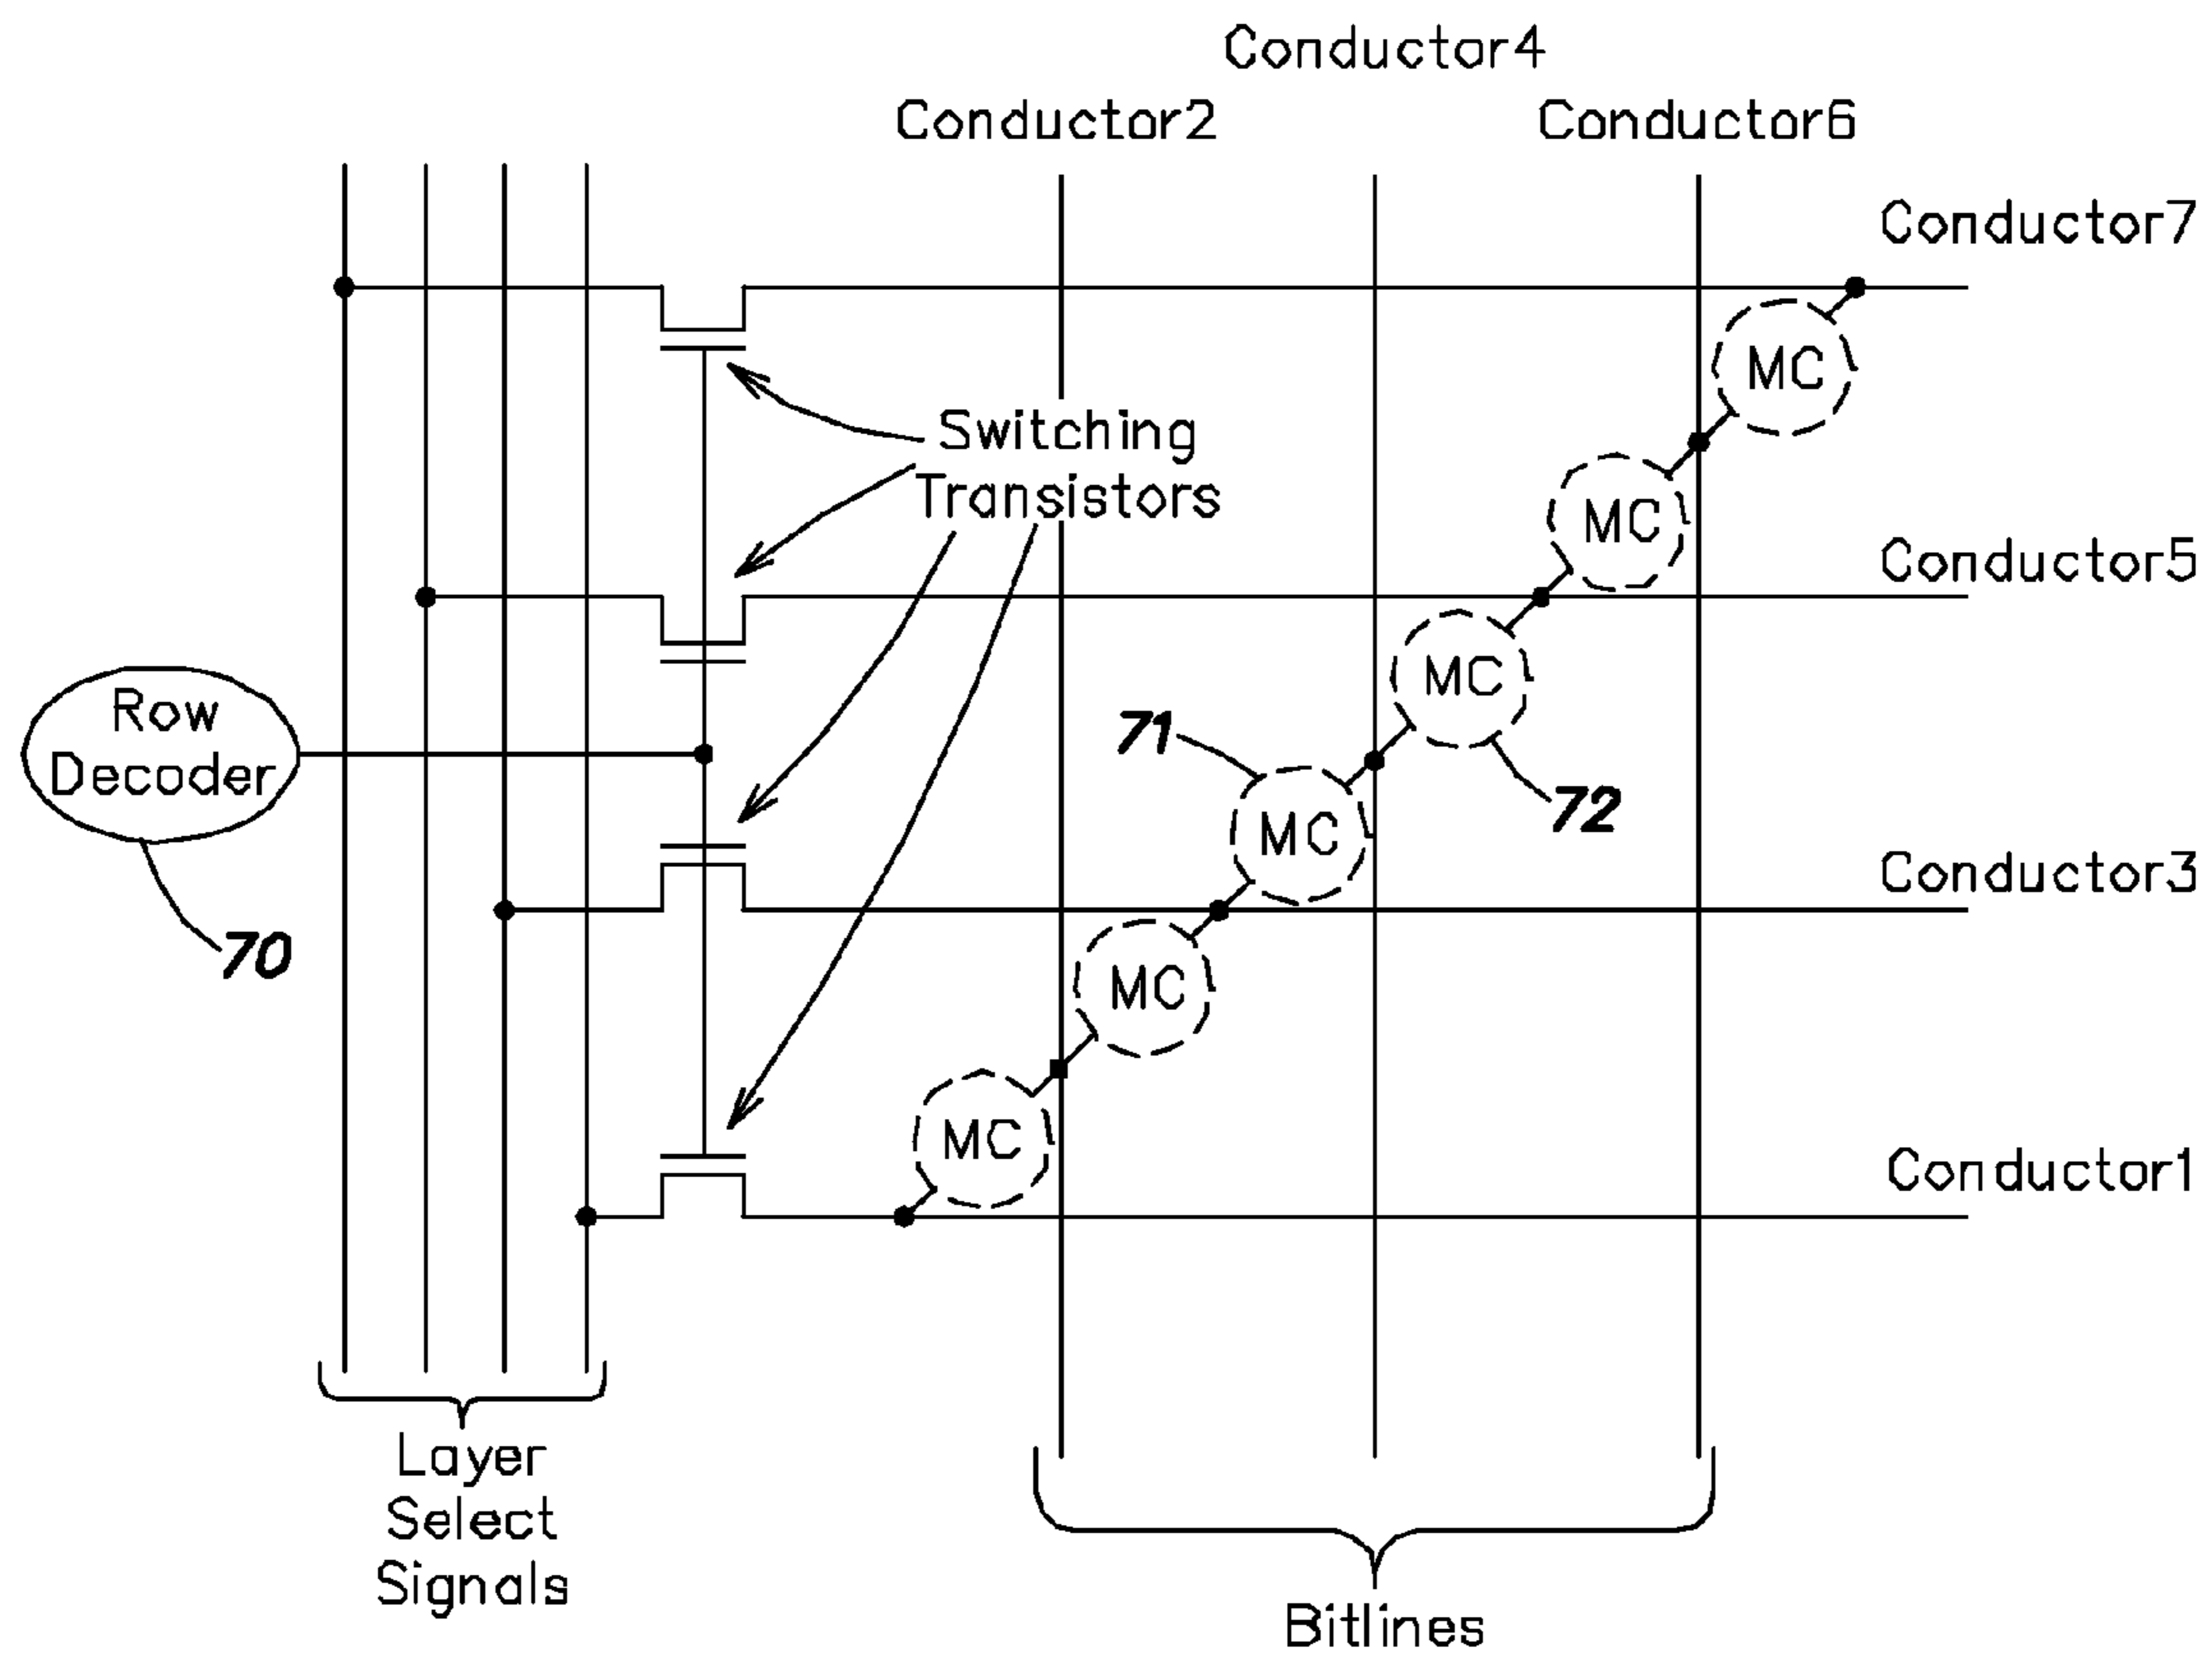 Conductor4
Conductor2
Conductor6
Conductor7
MC
Switching
Transistors
MC
Conductor5
MC
Row
Decoder
71
72
MC
Conductor3
70
MC
MC
Conductor1
Layer
Select
Signals
Bitlines